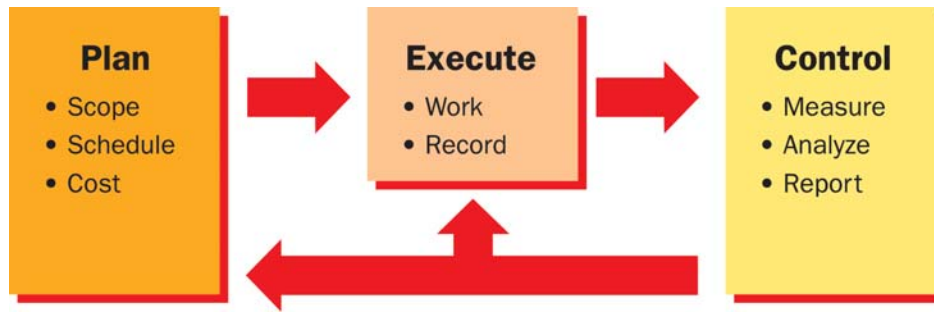 Plan
• Scope
• Schedule
• Cost
Execute
• Work
• Record
Control
• Measure
• Analyze
• Report